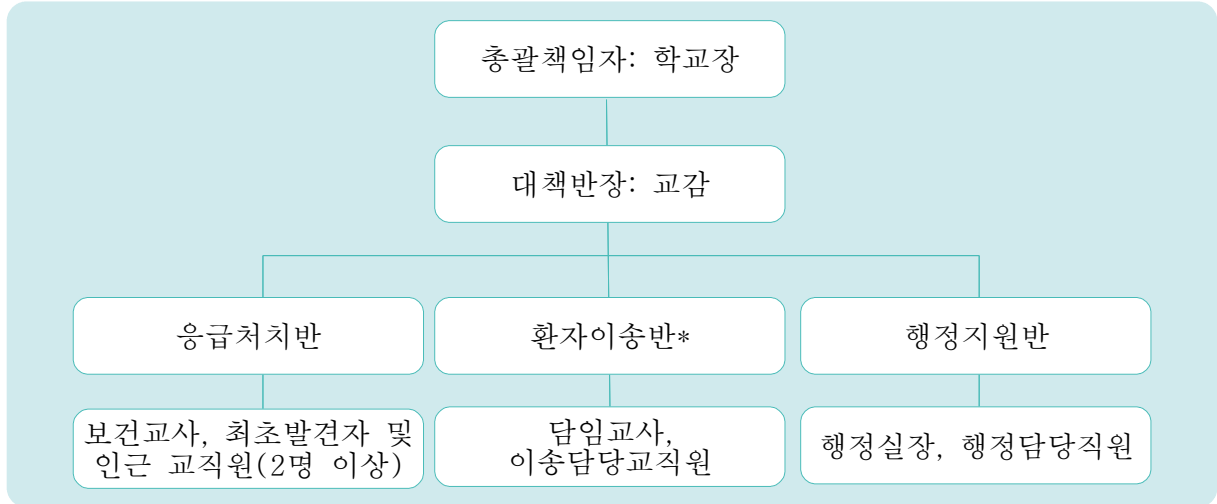 총괄책임자: 학교장
대책반장: 교감
응급처치반
환자이송반*
행정지원반
보건교사, 최초발견자 및
인근 교직원(2명 이상)
담임교사,
이송담당교직원
행정실장, 행정담당직원